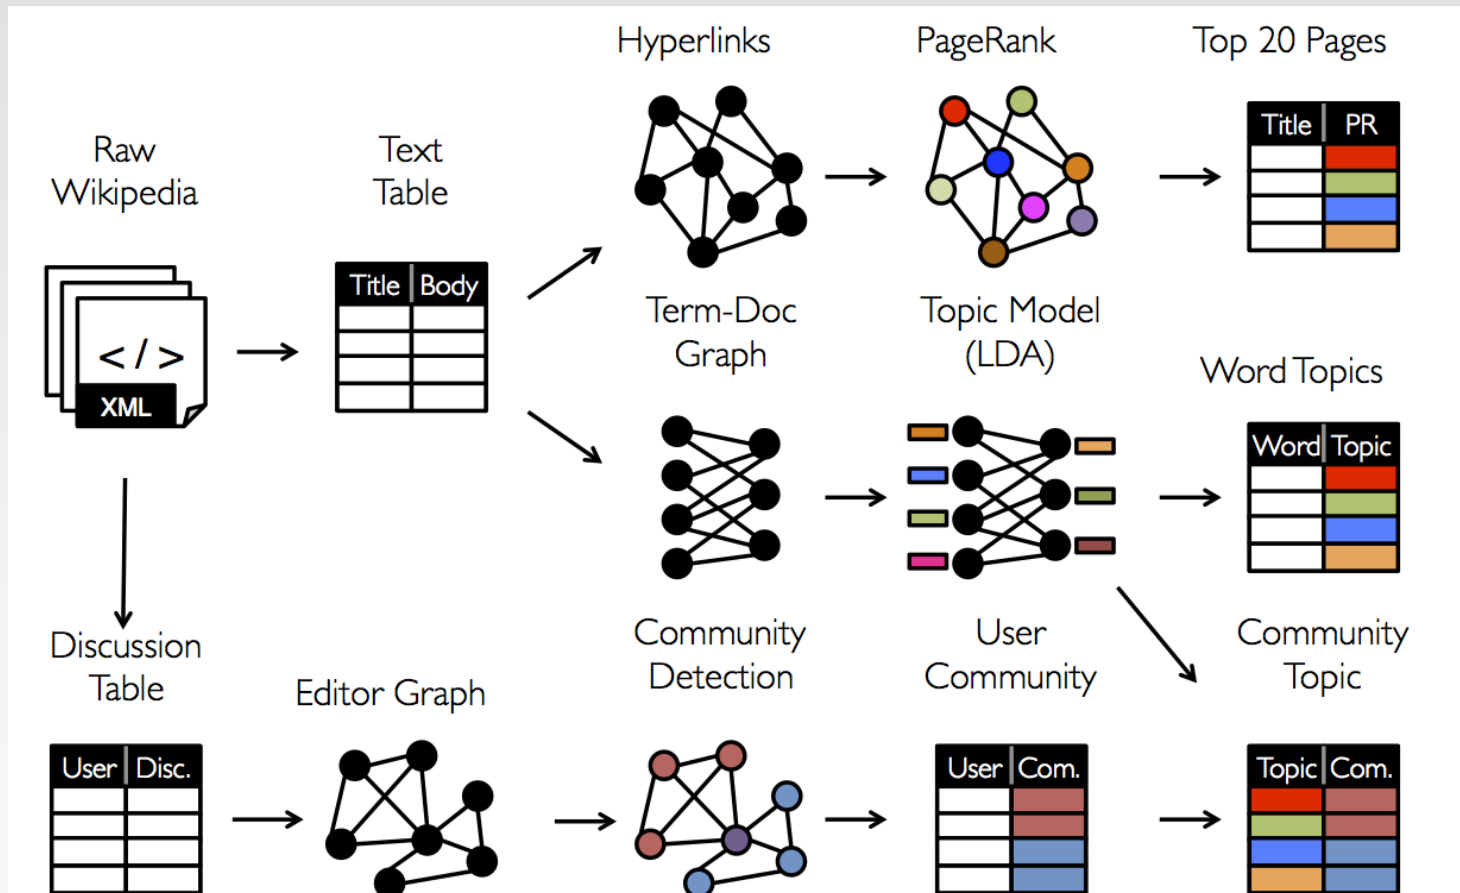 Hyperlinks
PageRank
Top 20 Pages
Raw
Wikipedia
Text
Table
Title PR
Title Body
</>
XML
Term-Doc
Graph
Topic Model
(LDA)
Word Topics
Word Topic
Discussion
Table
Editor Graph
Community
Detection
User
Community
Community
Topic
User Disc.
User Com.
Topic Com.